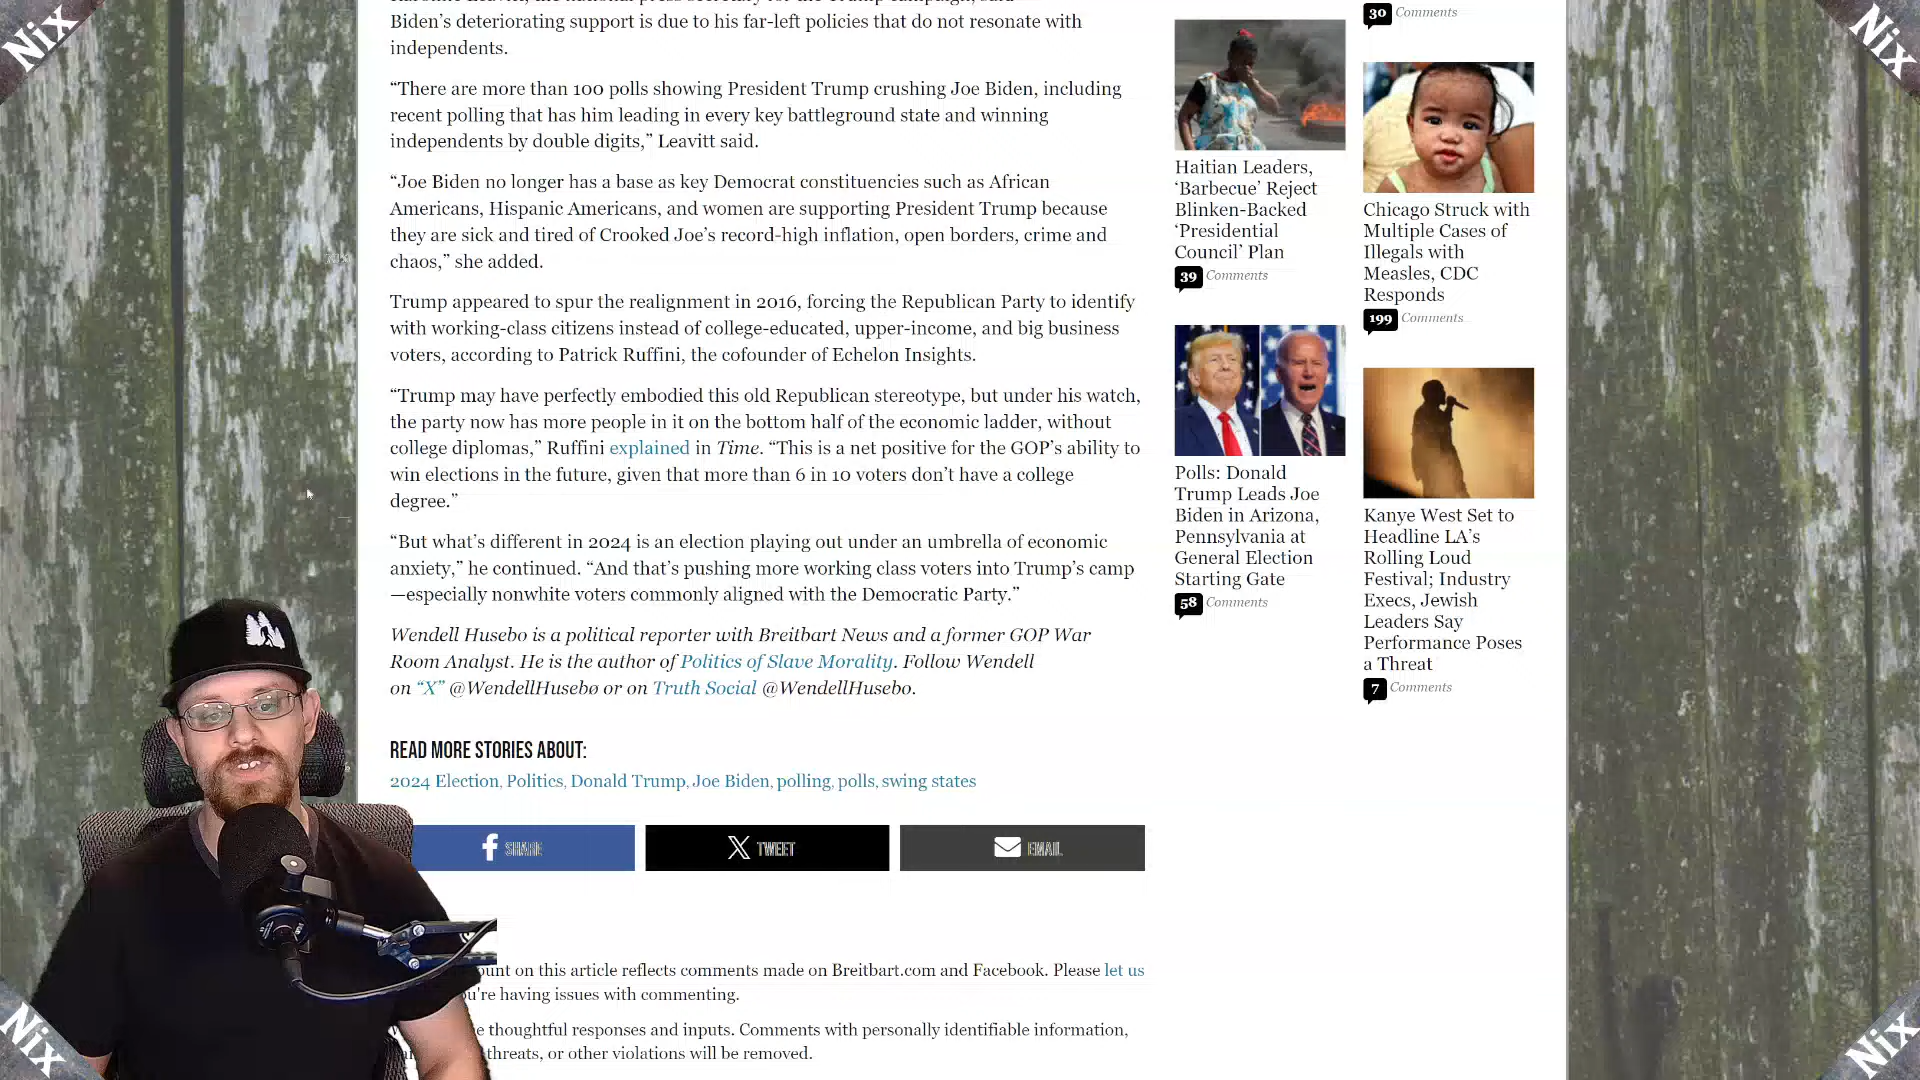 Nix
Nix
Biden’s deteriorating support is due to his far-left policies that do not resonate with
independents.
“There are more than 100 polls showing President Trump crushing Joe Biden, including
recent polling that has him leading in every key battleground state and winning
independents by double digits,” Leavitt said.
“Joe Biden no longer has a base as key Democrat constituencies such as African
Americans, Hispanic Americans, and women are supporting President Trump because
they are sick and tired of Crooked Joe’s record-high inflation, open borders, crime and
chaos,” she added.
Trump appeared to spur the realignment in 2016, forcing the Republican Party to identify
with working-class citizens instead of college-educated, upper-income, and big business
voters, according to Patrick Ruffini, the cofounder of Echelon Insights.
“Trump may have perfectly embodied this old Republican stereotype, but under his watch,
the party now has more people in it on the bottom half of the economic ladder, without
college diplomas,” Ruffini explained in Time. “This is a net positive for the GOP’s ability to
win elections in the future, given that more than 6 in 10 voters don’t have a college
degree.”
“But what’s different in 2024 is an election playing out under an umbrella of economic
anxiety,” he continued. “And that’s pushing more working class voters into Trump’s camp
—especially nonwhite voters commonly aligned with the Democratic Party.”
Wendell Husebo is a political reporter with Breitbart News and a former GOP War
Room Analyst. He is the author of Politics of Slave Morality. Follow Wendell
on “X” @WendellHusebø or on Truth Social @WendellHusebo.
READ MORE STORIES ABOUT:
2024 Election, Politics, Donald Trump, Joe Biden, polling, polls, swing states
SHARE
TWEET
EMAIL
on this article reflects comments made on Breitbart.com and Facebook. Please let us
you're having issues with commenting.
thoughtful responses and inputs. Comments with personally identifiable information,
threats, or other violations will be removed.
Haitian Leaders,
‘Barbecue’ Reject
Blinken-Backed
‘Presidential
Council’ Plan
39 Comments
Polls: Donald
Trump Leads Joe
Biden in Arizona,
Pennsylvania at
General Election
Starting Gate
58 Comments
30 Comments
Chicago Struck with
Multiple Cases of
Illegals with
Measles, CDC
Responds
199 Comments
Kanye West Set to
Headline LA’s
Rolling Loud
Festival; Industry
Execs, Jewish
Leaders Say
Performance Poses
a Threat
7 Comments
Nix
Nix